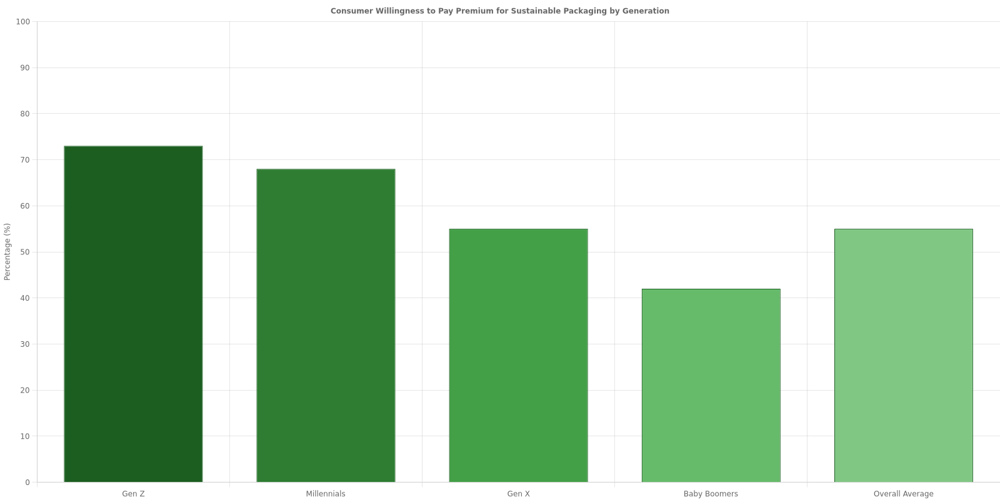 Consumer Willingness to Pay Premium for Sustainable Packaging by Generation
Percentage (%)
100
90
80
70
60
50
40
30
20
10
0
Gen Z
Millennials
Gen X
Baby Boomers
Overall Average